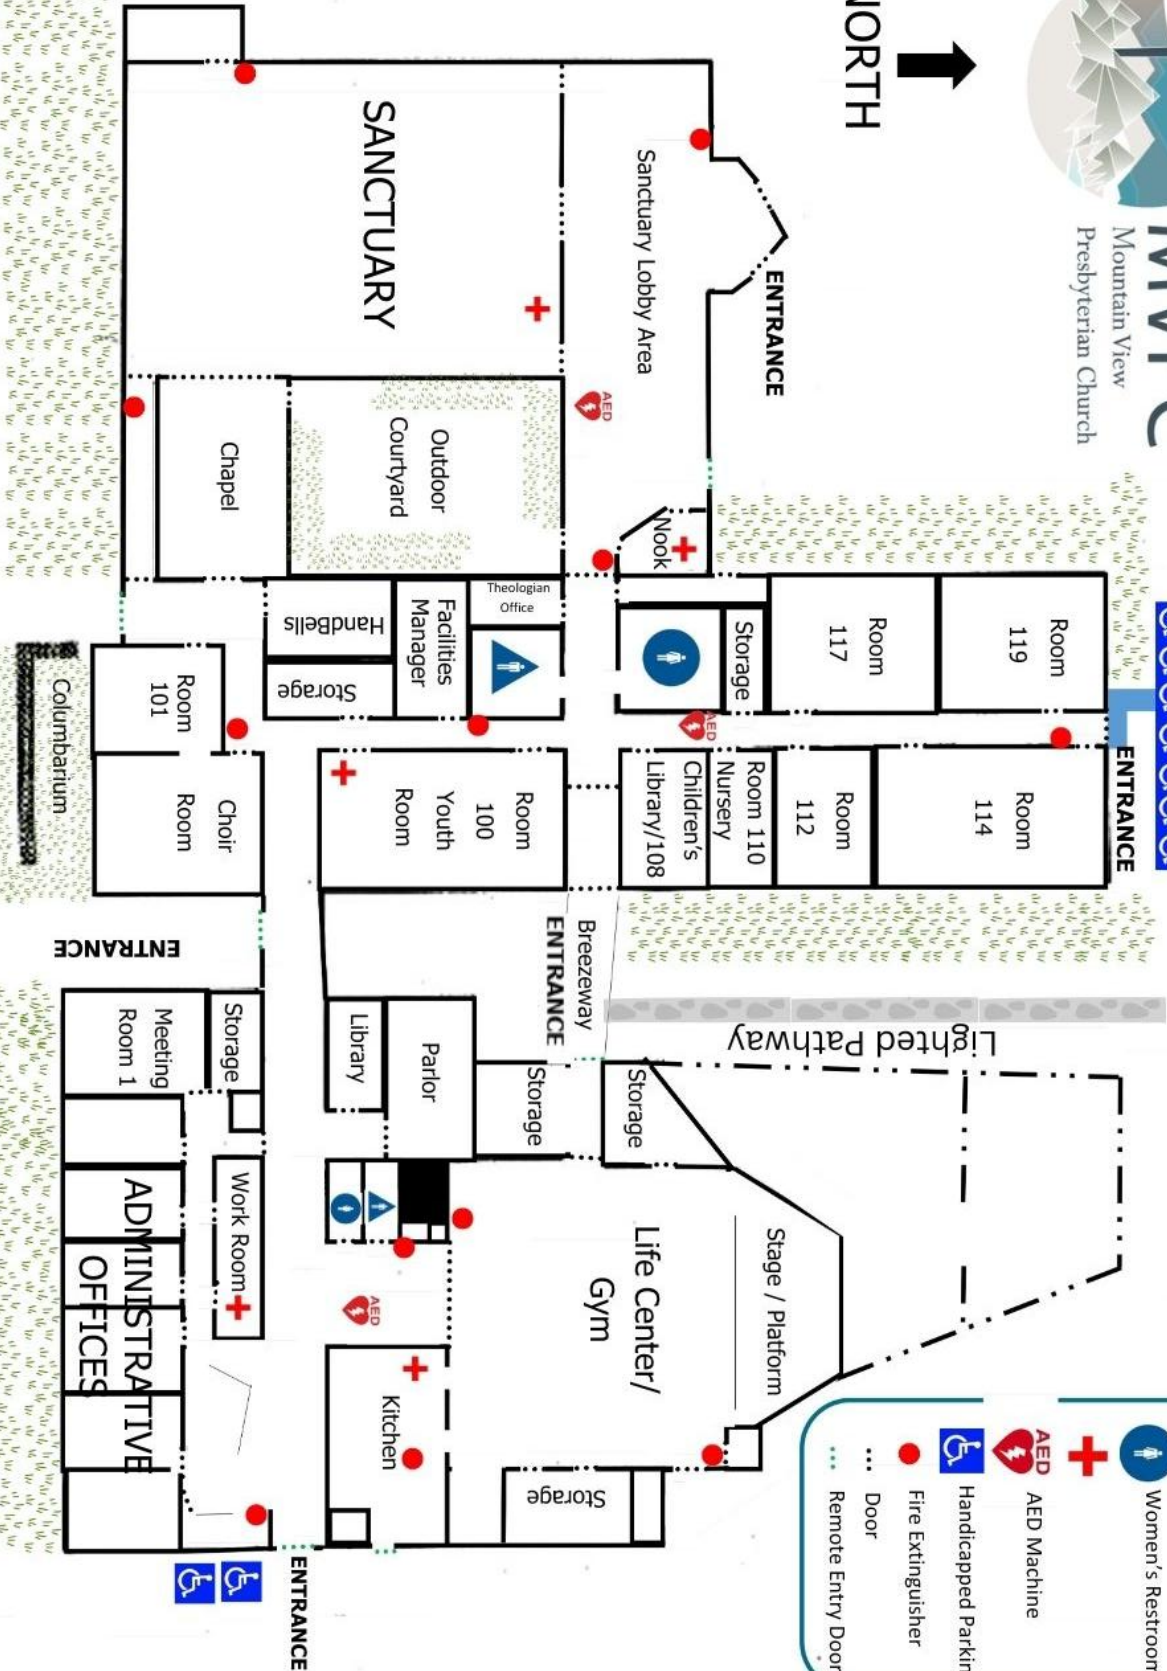 NORTH
Mountain View
Presbyterian Church
SANCTUARY
Sanctuary Lobby Area
ENTRANCE
AED
Chapel
Outdoor
Courtyard
Nook
Theologian
Office
HandBells
Facilities
Manager
Storage
Storage
Room
117
Room
119
AED
ENTRANCE
Room
101
Columbarium
Choir
Room
Room
100
Youth
Room
Children's
Library/108
Room 110
Nursery
Room
112
Room
114
ENTRANCE
Breezeway
ENTRANCE
Lighted Pathway
Meeting
Room 1
Storage
Library
Parlor
Storage
Storage
Work Room
ADMINISTRATIVE
OFFICES
AED
Life Center/
Gym
Stage / Platform
Kitchen
Storage
ENTRANCE
Women's Restroom
AED
AED Machine
Handicapped
Fire Extinguisher
Door
Remote Entry Door